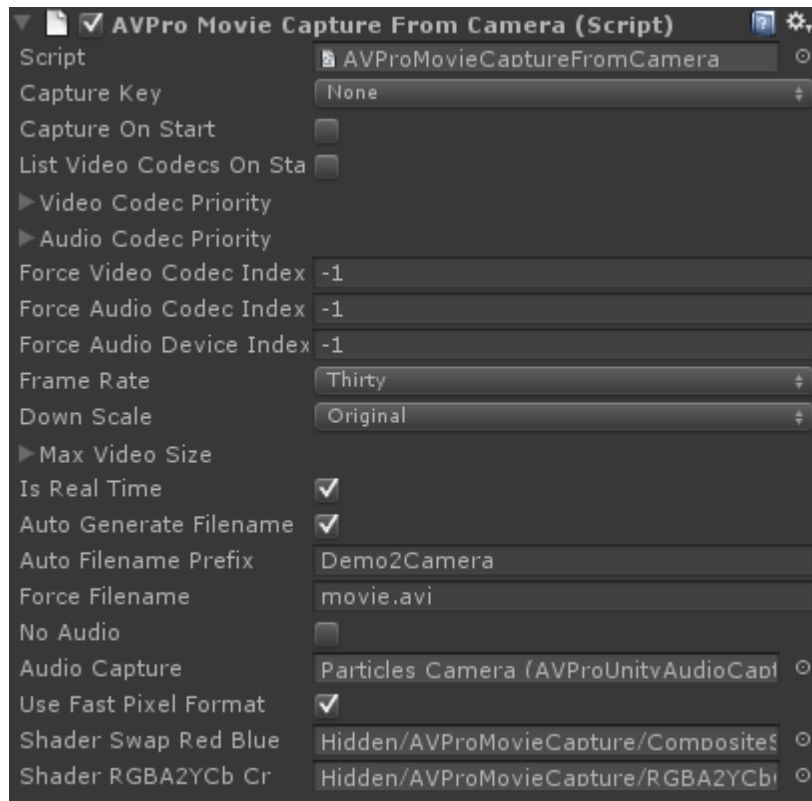 AVPro Movie Capture From Camera (Script)
Script AVProMovieCaptureFromCamera
Capture Key None
Capture On Start
List Video Codecs On Sta
Video Codec Priority
Audio Codec Priority
Force Video Codec Index -1
Force Audio Codec Index -1
Force Audio Device Index -1
Frame Rate Thirty
Down Scale Original
Max Video Size
Is Real Time
Auto Generate Filename
Auto Filename Prefix Demo2Camera
Force Filename movie.avi
No Audio
Audio Capture Particles Camera (AVProUnityAudioCapt
Use Fast Pixel Format
Shader Swap Red Blue Hidden/AVProMovieCapture/CompositeS
Shader RGBA2YCb Cr Hidden/AVProMovieCapture/RGBA2YCb